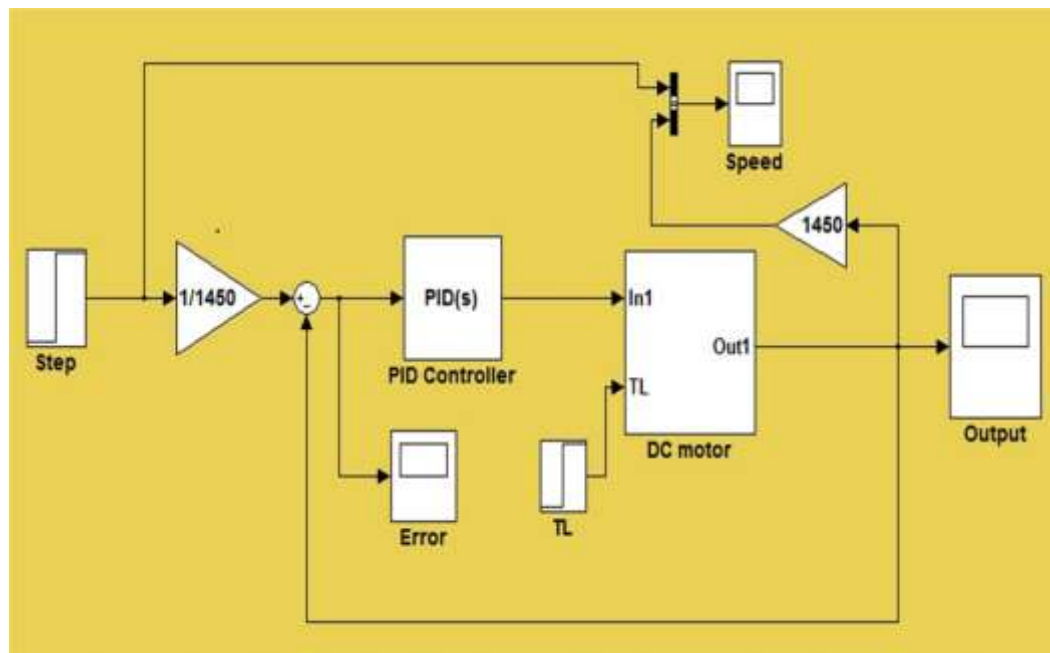 Speed
1450
1/1450
+
-
PID(s)
In1
Out1
Step
PID Controller
TL
DC motor
Output
Error
TL